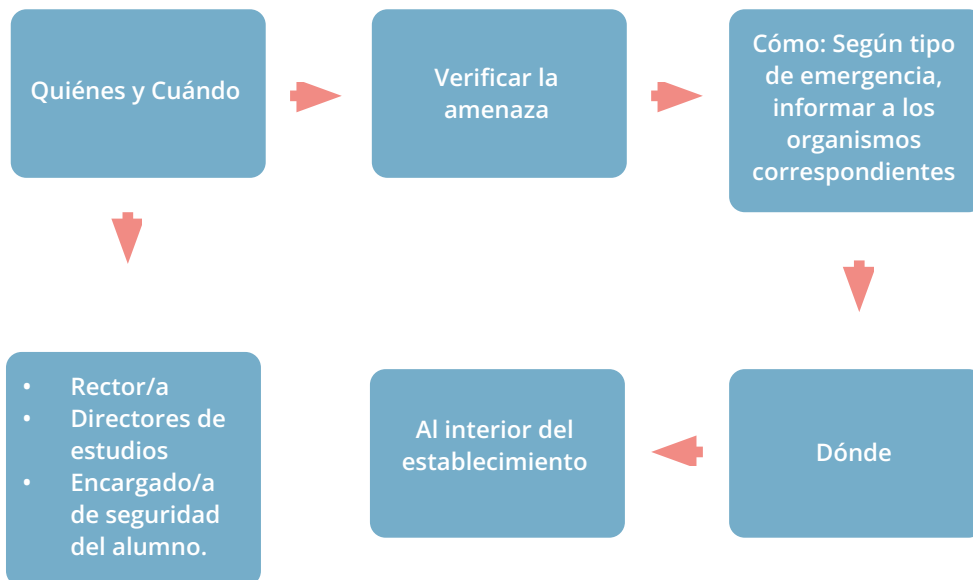 Quiénes y Cuándo
Verificar la
amenaza
Cómo: Según tipo
de emergencia,
informar a los
organismos
correspondientes
• Rector/a
• Directores de
estudios
• Encargado/a
de seguridad
del alumno.
Al interior del
establecimiento
Dónde